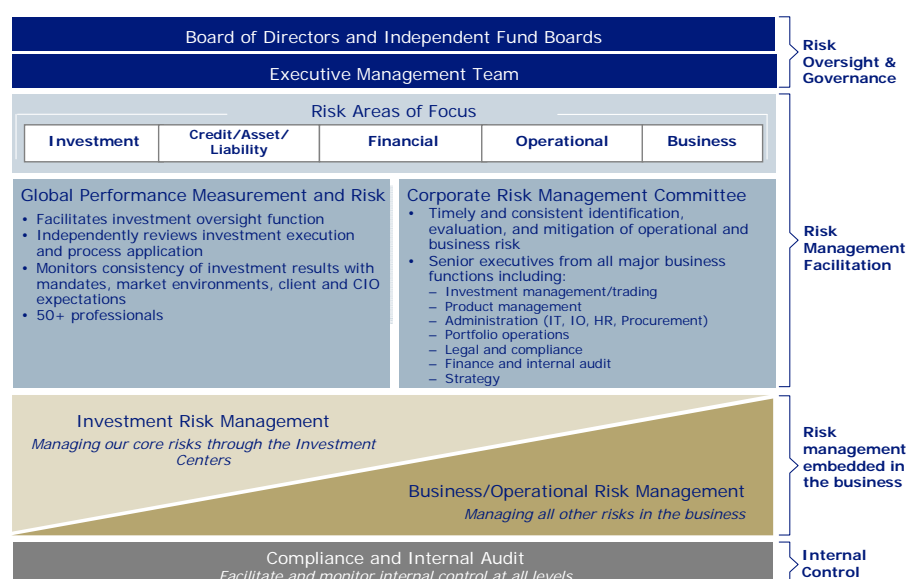 Board of Directors and Independent Fund Boards
Executive Management Team
Risk
Oversight &
Governance
Risk Areas of Focus
Investment
Credit/Asset/
Liability
Financial
Operational
Business
Global Performance Measurement and Risk
• Facilitates investment oversight function
• Independently reviews investment execution
and process application
• Monitors consistency of investment results with
mandates, market environments, client and CIO
expectations
• 50+ professionals
Corporate Risk Management Committee
• Timely and consistent identification,
evaluation, and mitigation of operational and
business risk
• Senior executives from all major business
functions including:
– Investment management/trading
– Product management
– Administration (IT, IO, HR, Procurement)
– Portfolio operations
– Legal and compliance
– Finance and internal audit
– Strategy
Risk
Management
Facilitation
Investment Risk Management
Managing our core risks through the Investment
Centers
Business/Operational Risk Management
Managing all other risks in the business
Risk
management
embedded in
the business
Compliance and Internal Audit
Facilitate and monitor internal control at all levels
Internal
Control